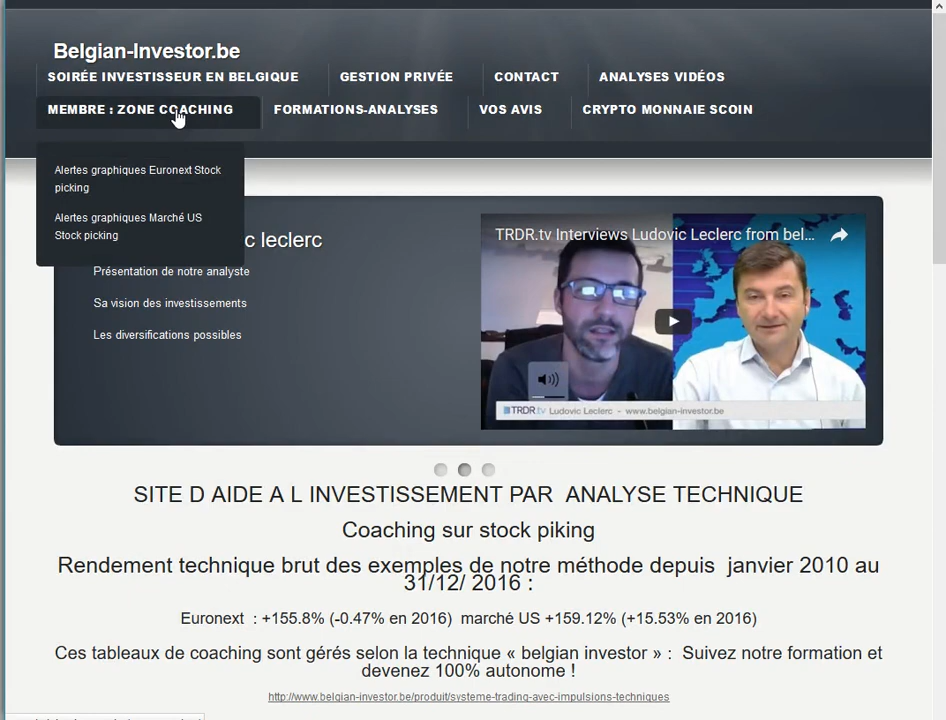 Belgian-Investor.be
SOIRÉE INVESTISSEUR EN BELGIQUE
GESTION PRIVÉE
CONTACT
ANALYSES VIDÉOS
MEMBRE : ZONE COACHING
FORMATIONS-ANALYSES
VOS AVIS
CRYPTO MONNAIE SCOIN
Alertes graphiques Euronext Stock
picking
Alertes graphiques Marché US
Stock picking
c leclerc
Présentation de notre analyste
Sa vision des investissements
Les diversifications possibles
TRDR.tv Interviews Ludovic Leclerc from bel...
TRDR.tv Ludovic Leclerc - www.belgian-investor.be
SITE D AIDE A L INVESTISSEMENT PAR ANALYSE TECHNIQUE
Coaching sur stock piking
Rendement technique brut des exemples de notre méthode depuis janvier 2010 au
31/12/ 2016 :
Euronext : +155.8% (-0.47% en 2016) marché US +159.12% (+15.53% en 2016)
Ces tableaux de coaching sont gérés selon la technique « belgian investor » : Suivez notre formation et
devenez 100% autonome !
http://www.belgian-investor.be/produit/systeme-trading-avec-impulsions-techniques